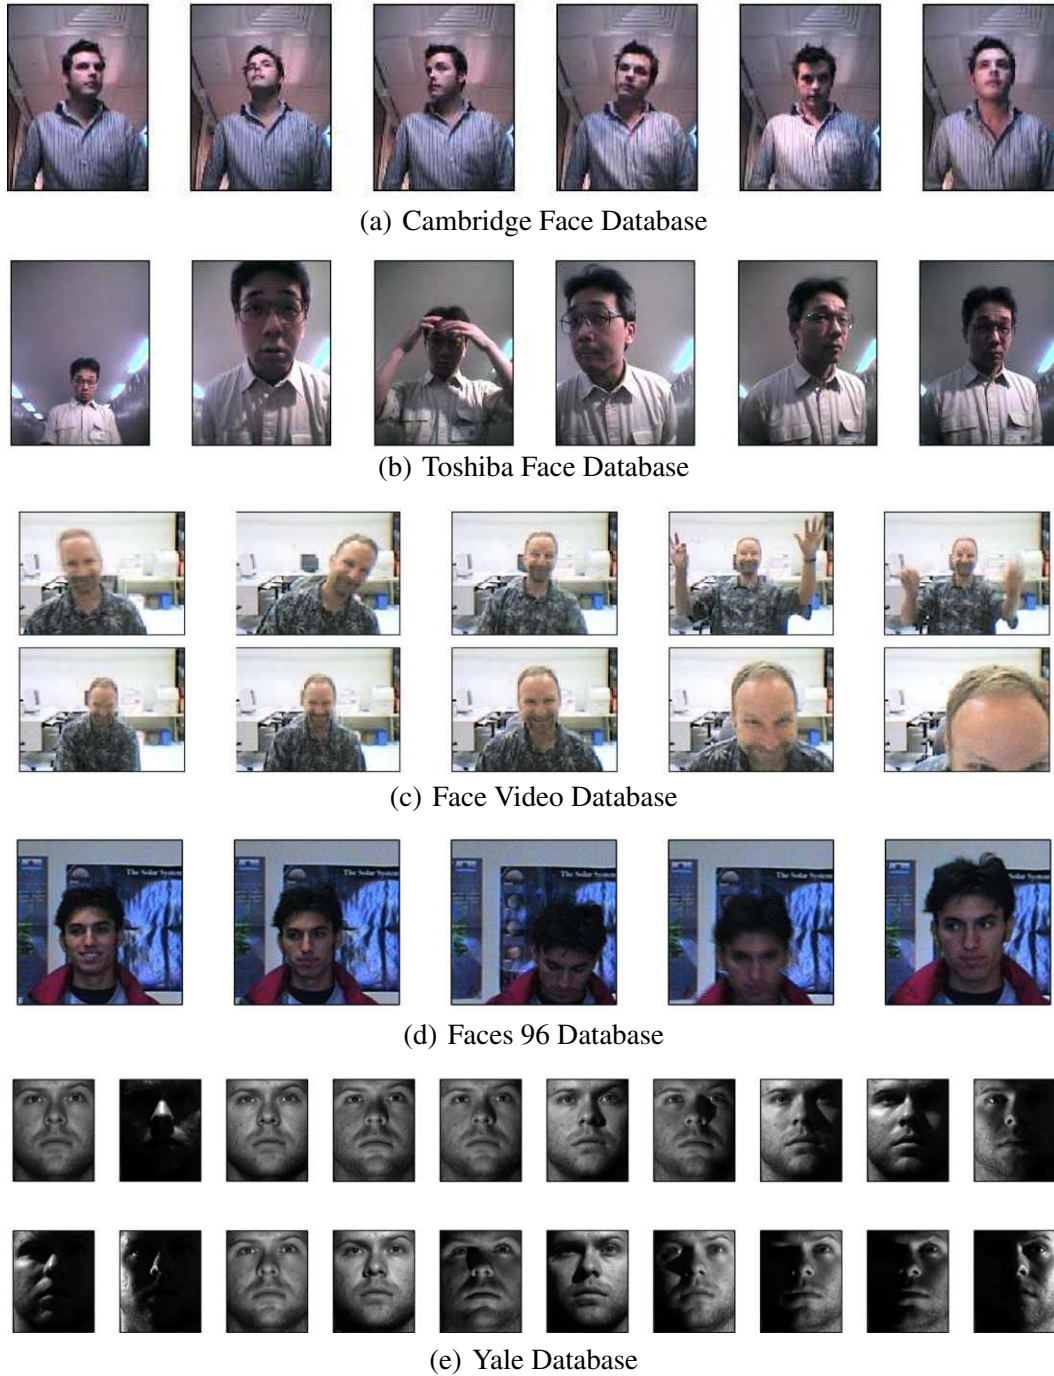 (a) Cambridge Face Database
(b) Toshiba Face Database
(c) Face Video Database
The Solar System
The Solar System
The Solar System
The Solar System
(d) Faces 96 Database
(e) Yale Database